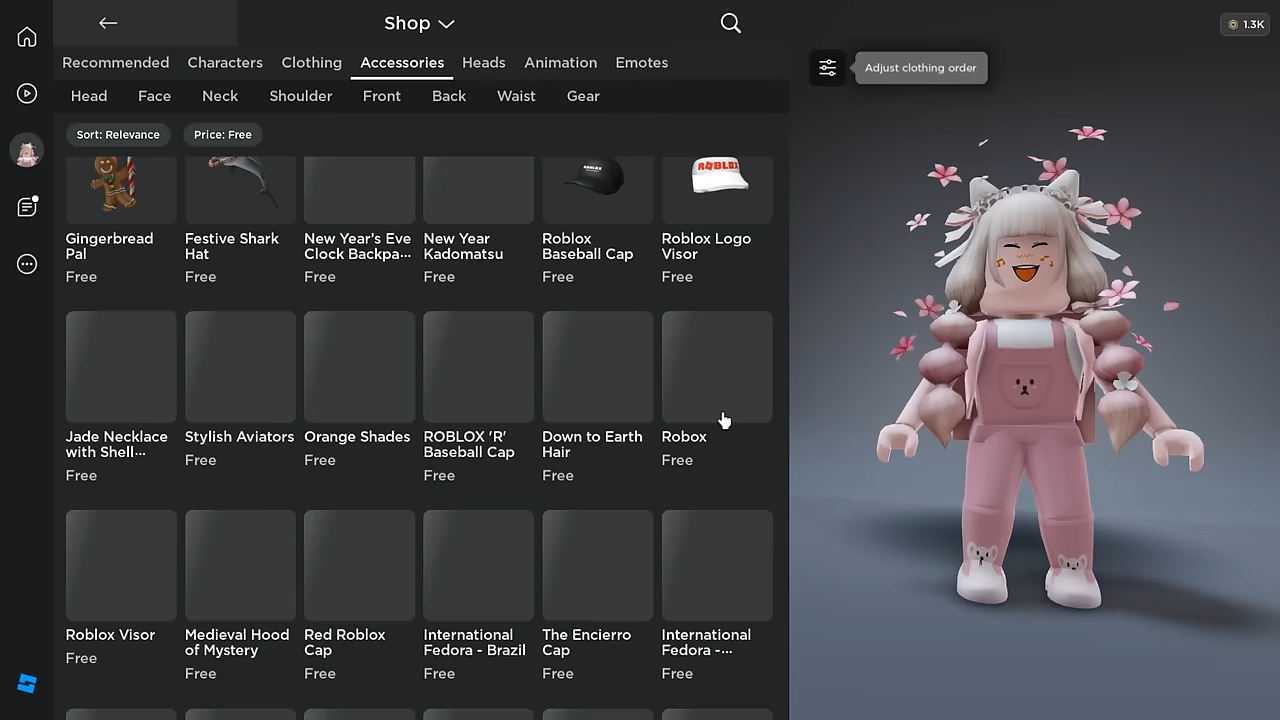 Shop
1.3K
Recommended Characters Clothing Accessories Heads Animation Emotes
Adjust clothing order
Head Face Neck Shoulder Front Back Waist Gear
Sort: Relevance Price: Free
ROBLOX
Gingerbread
Pal
Free
Festive Shark
Hat
Free
New Year's Eve
Clock Backpa...
Free
New Year
Kadomatsu
Free
Roblox
Baseball Cap
Free
Roblox Logo
Visor
Free
Jade Necklace
with Shell...
Free
Stylish Aviators
Free
Orange Shades
Free
ROBLOX 'R'
Baseball Cap
Free
Down to Earth
Hair
Free
Robox
Free
Roblox Visor
Free
Medieval Hood
of Mystery
Free
Red Roblox
Cap
Free
International
Fedora - Brazil
Free
The Encierro
Cap
Free
International
Fedora -...
Free